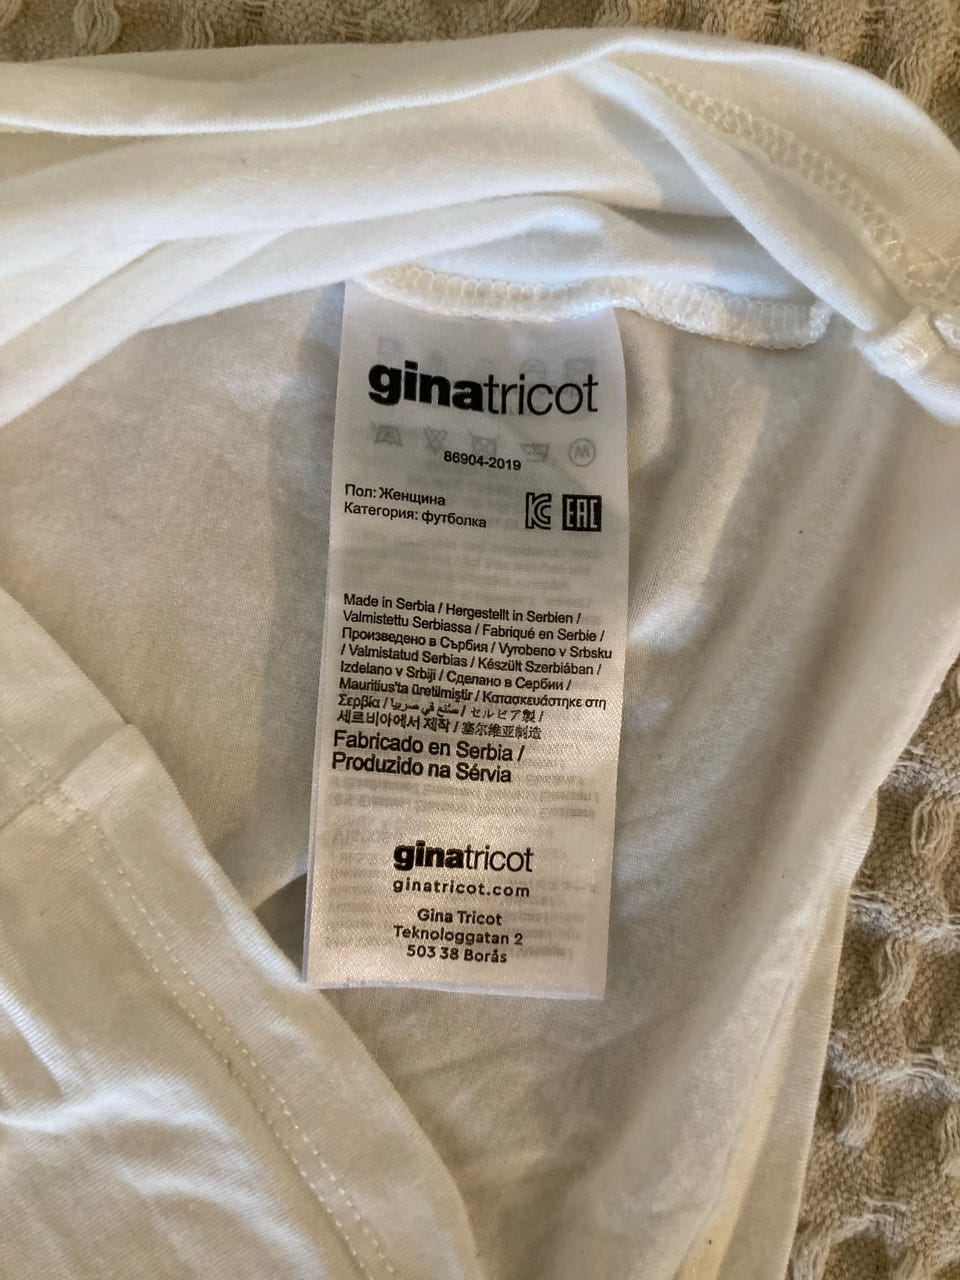 ginatricot
86904-2019
Пол: Женщина
Категория: футболка
EAC
Made in Serbia / Hergestellt in Serbien /
Valmistettu Serbiassa / Fabriqué en Serbie /
Произведено в Сърбия / Vyrobeno v Srbsku
/ Valmistatud Serbias / Készült Szerbiában /
Izdelano v Srbiji / Сделано в Сербии /
Mauritius'ta üretilmiştir / Κατασκευάστηκε στη
Σερβία / صنع في صربيا / セルビア製 /
세르비아에서 제작 / 塞尔维亚制造
Fabricado en Serbia /
Produzido na Sérvia
ginatricot
ginatricot.com
Gina Tricot
Teknologgatan 2
503 38 Borås